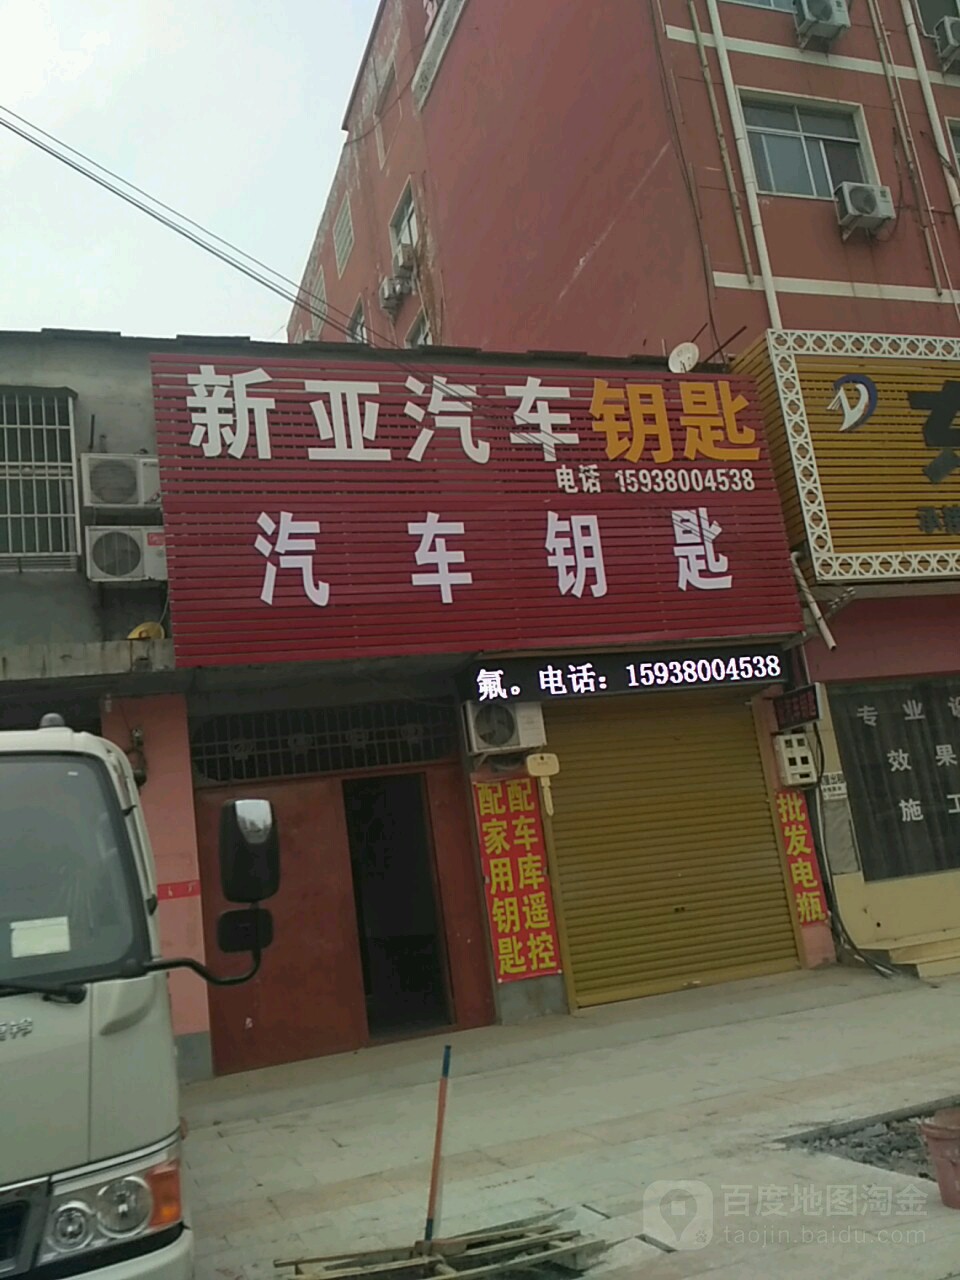 新亚汽车钥匙
电话 15938004538
汽车钥匙
氟。电话：15938004538
配家用钥匙
配车库遥控
批发电瓶
专业设
效果
施工
百度地图淘金
taojin.baidu.com